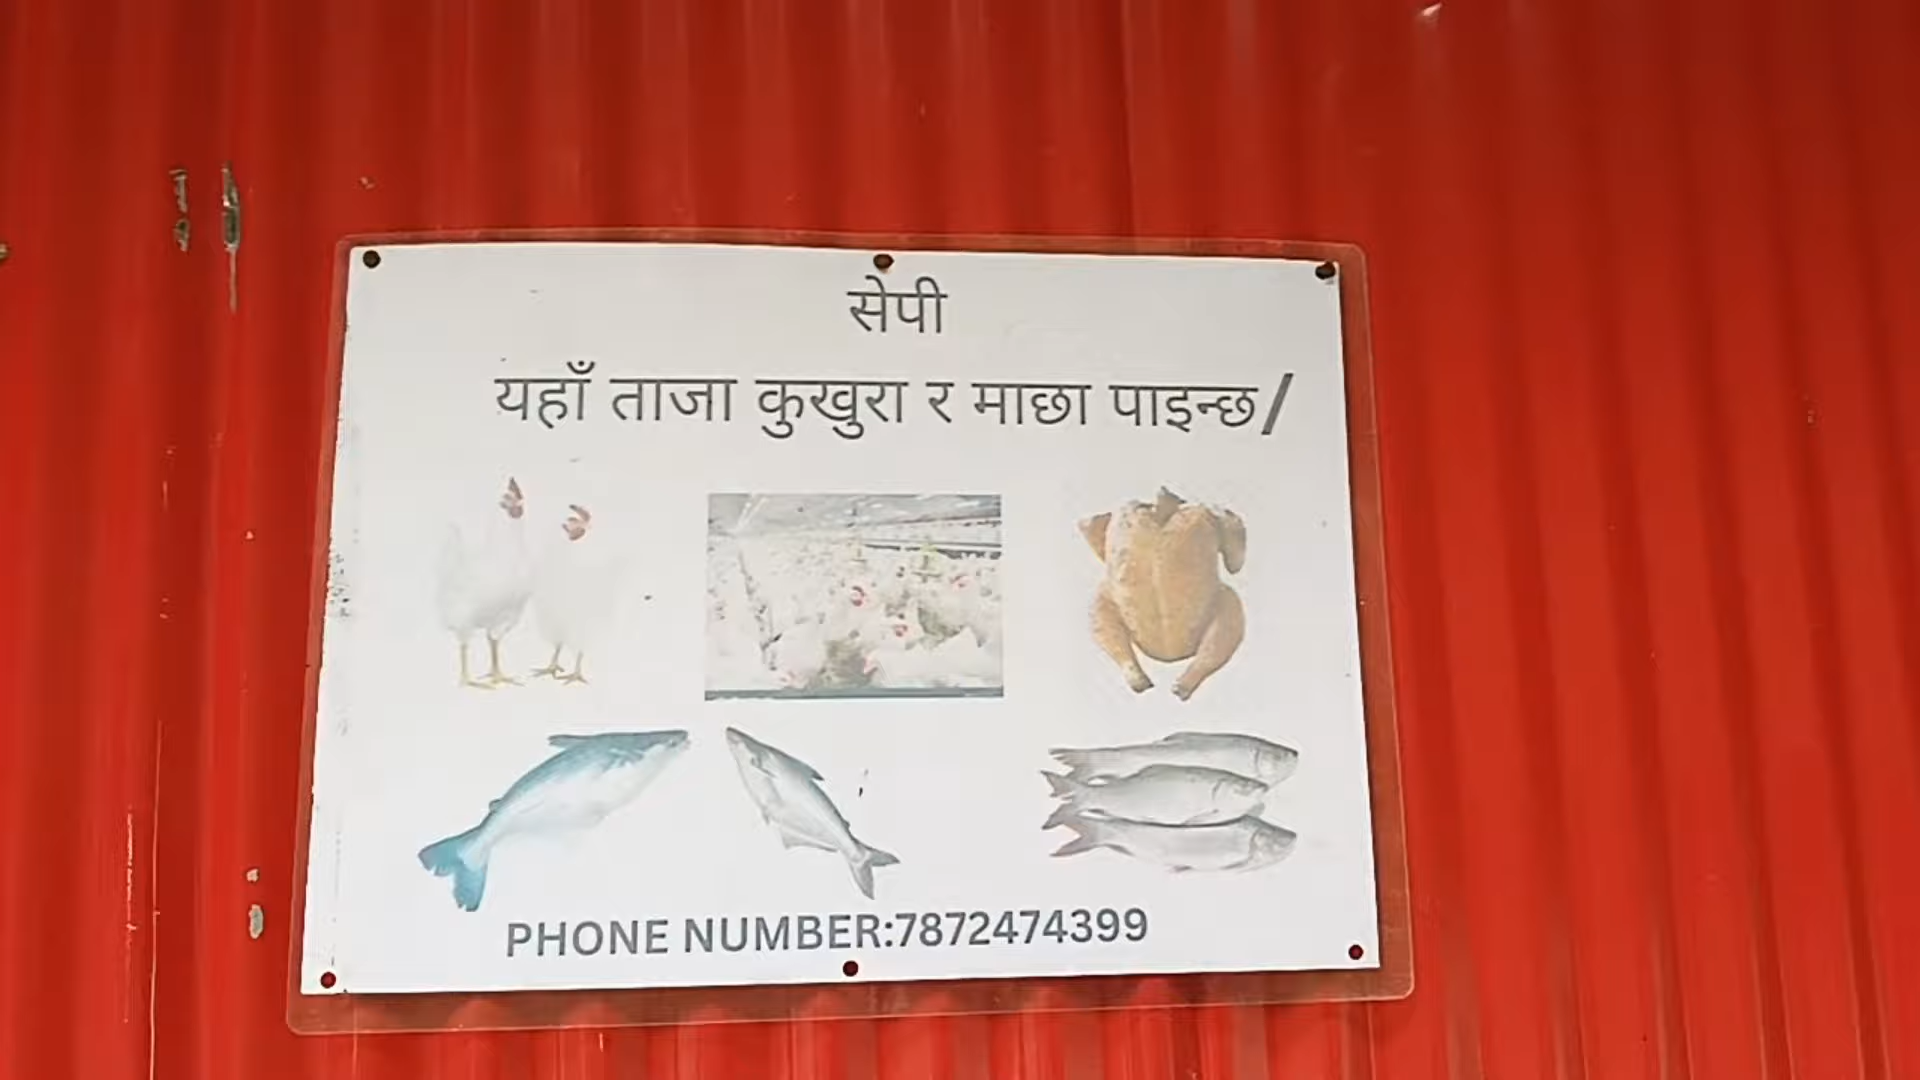 सेपी
यहाँ ताजा कुखुरा र माछा पाइन्छ/
PHONE NUMBER:7872474399